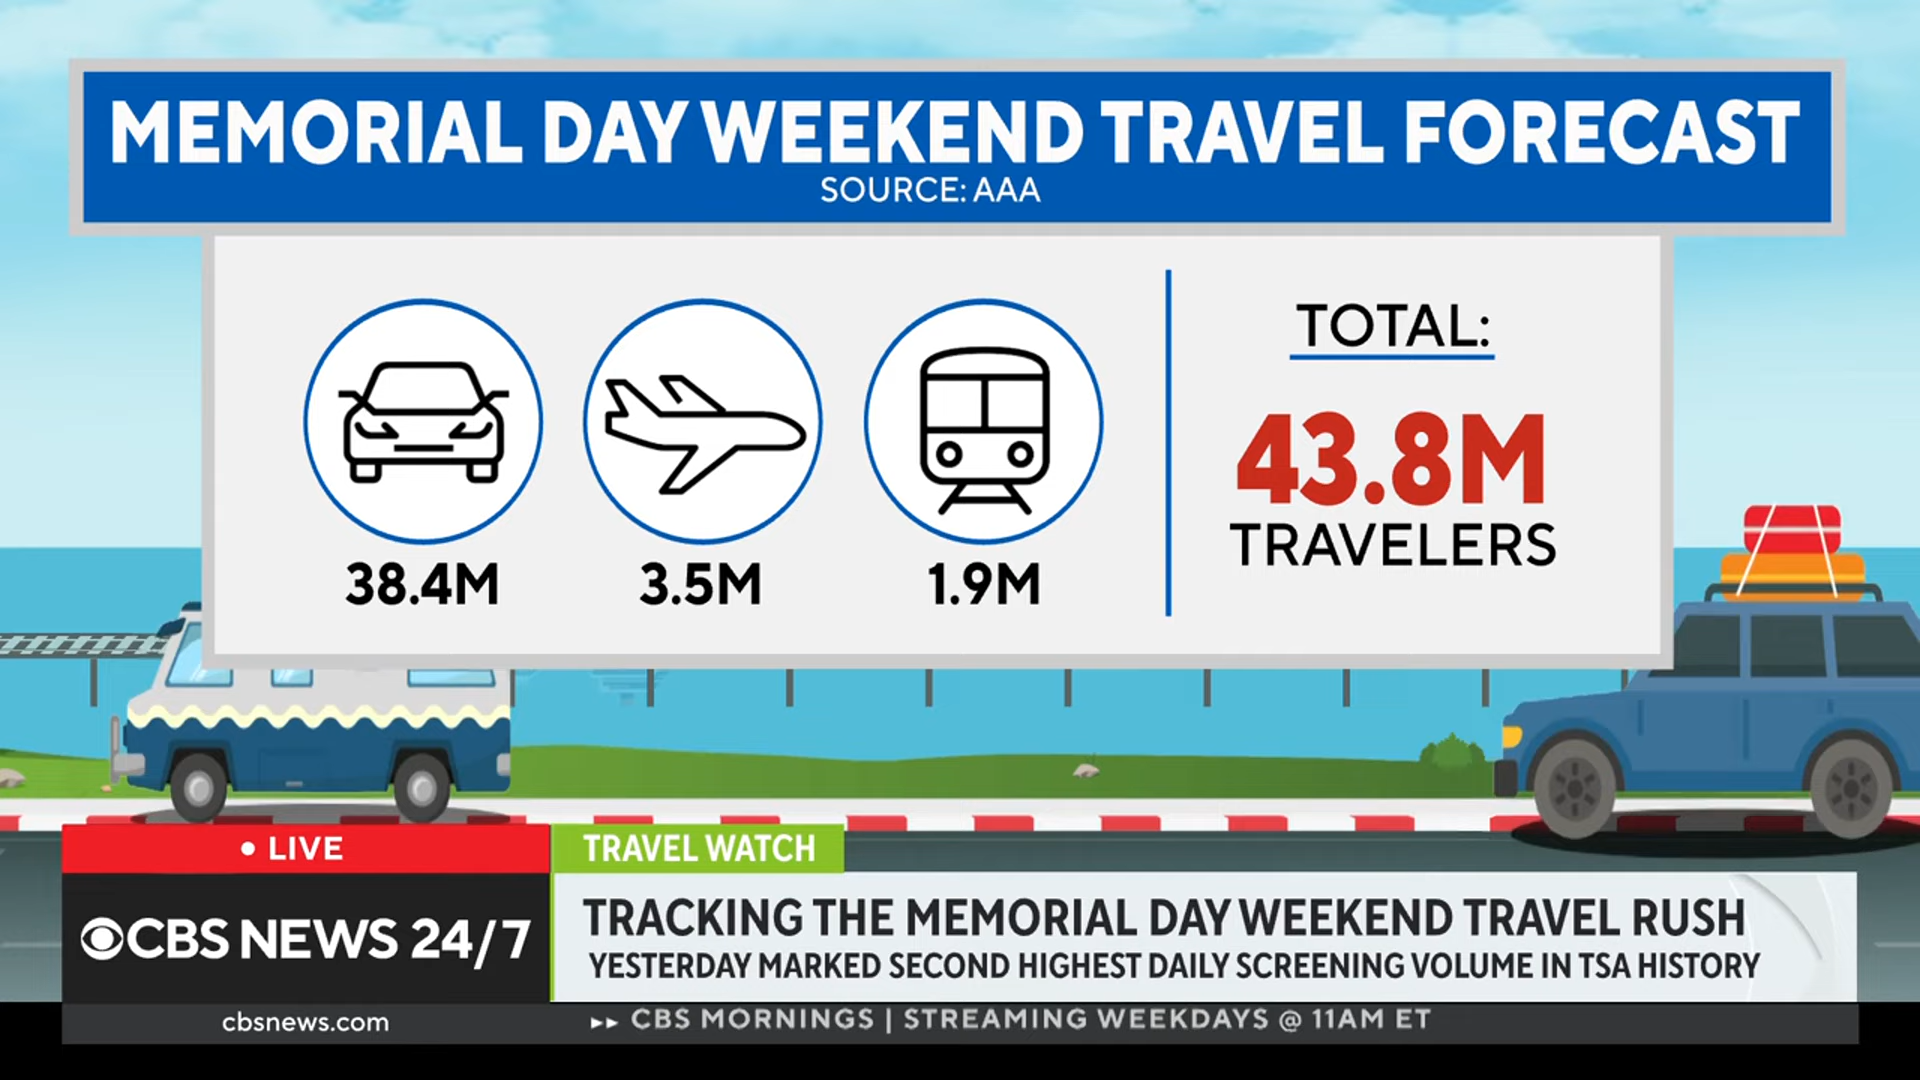 MEMORIAL DAY WEEKEND TRAVEL FORECAST
SOURCE: AAA
38.4M
3.5M
1.9M
TOTAL:
43.8M
TRAVELERS
• LIVE
CBS NEWS 24/7
cbsnews.com
TRAVEL WATCH
TRACKING THE MEMORIAL DAY WEEKEND TRAVEL RUSH
YESTERDAY MARKED SECOND HIGHEST DAILY SCREENING VOLUME IN TSA HISTORY
CBS MORNINGS | STREAMING WEEKDAYS @ 11AM ET